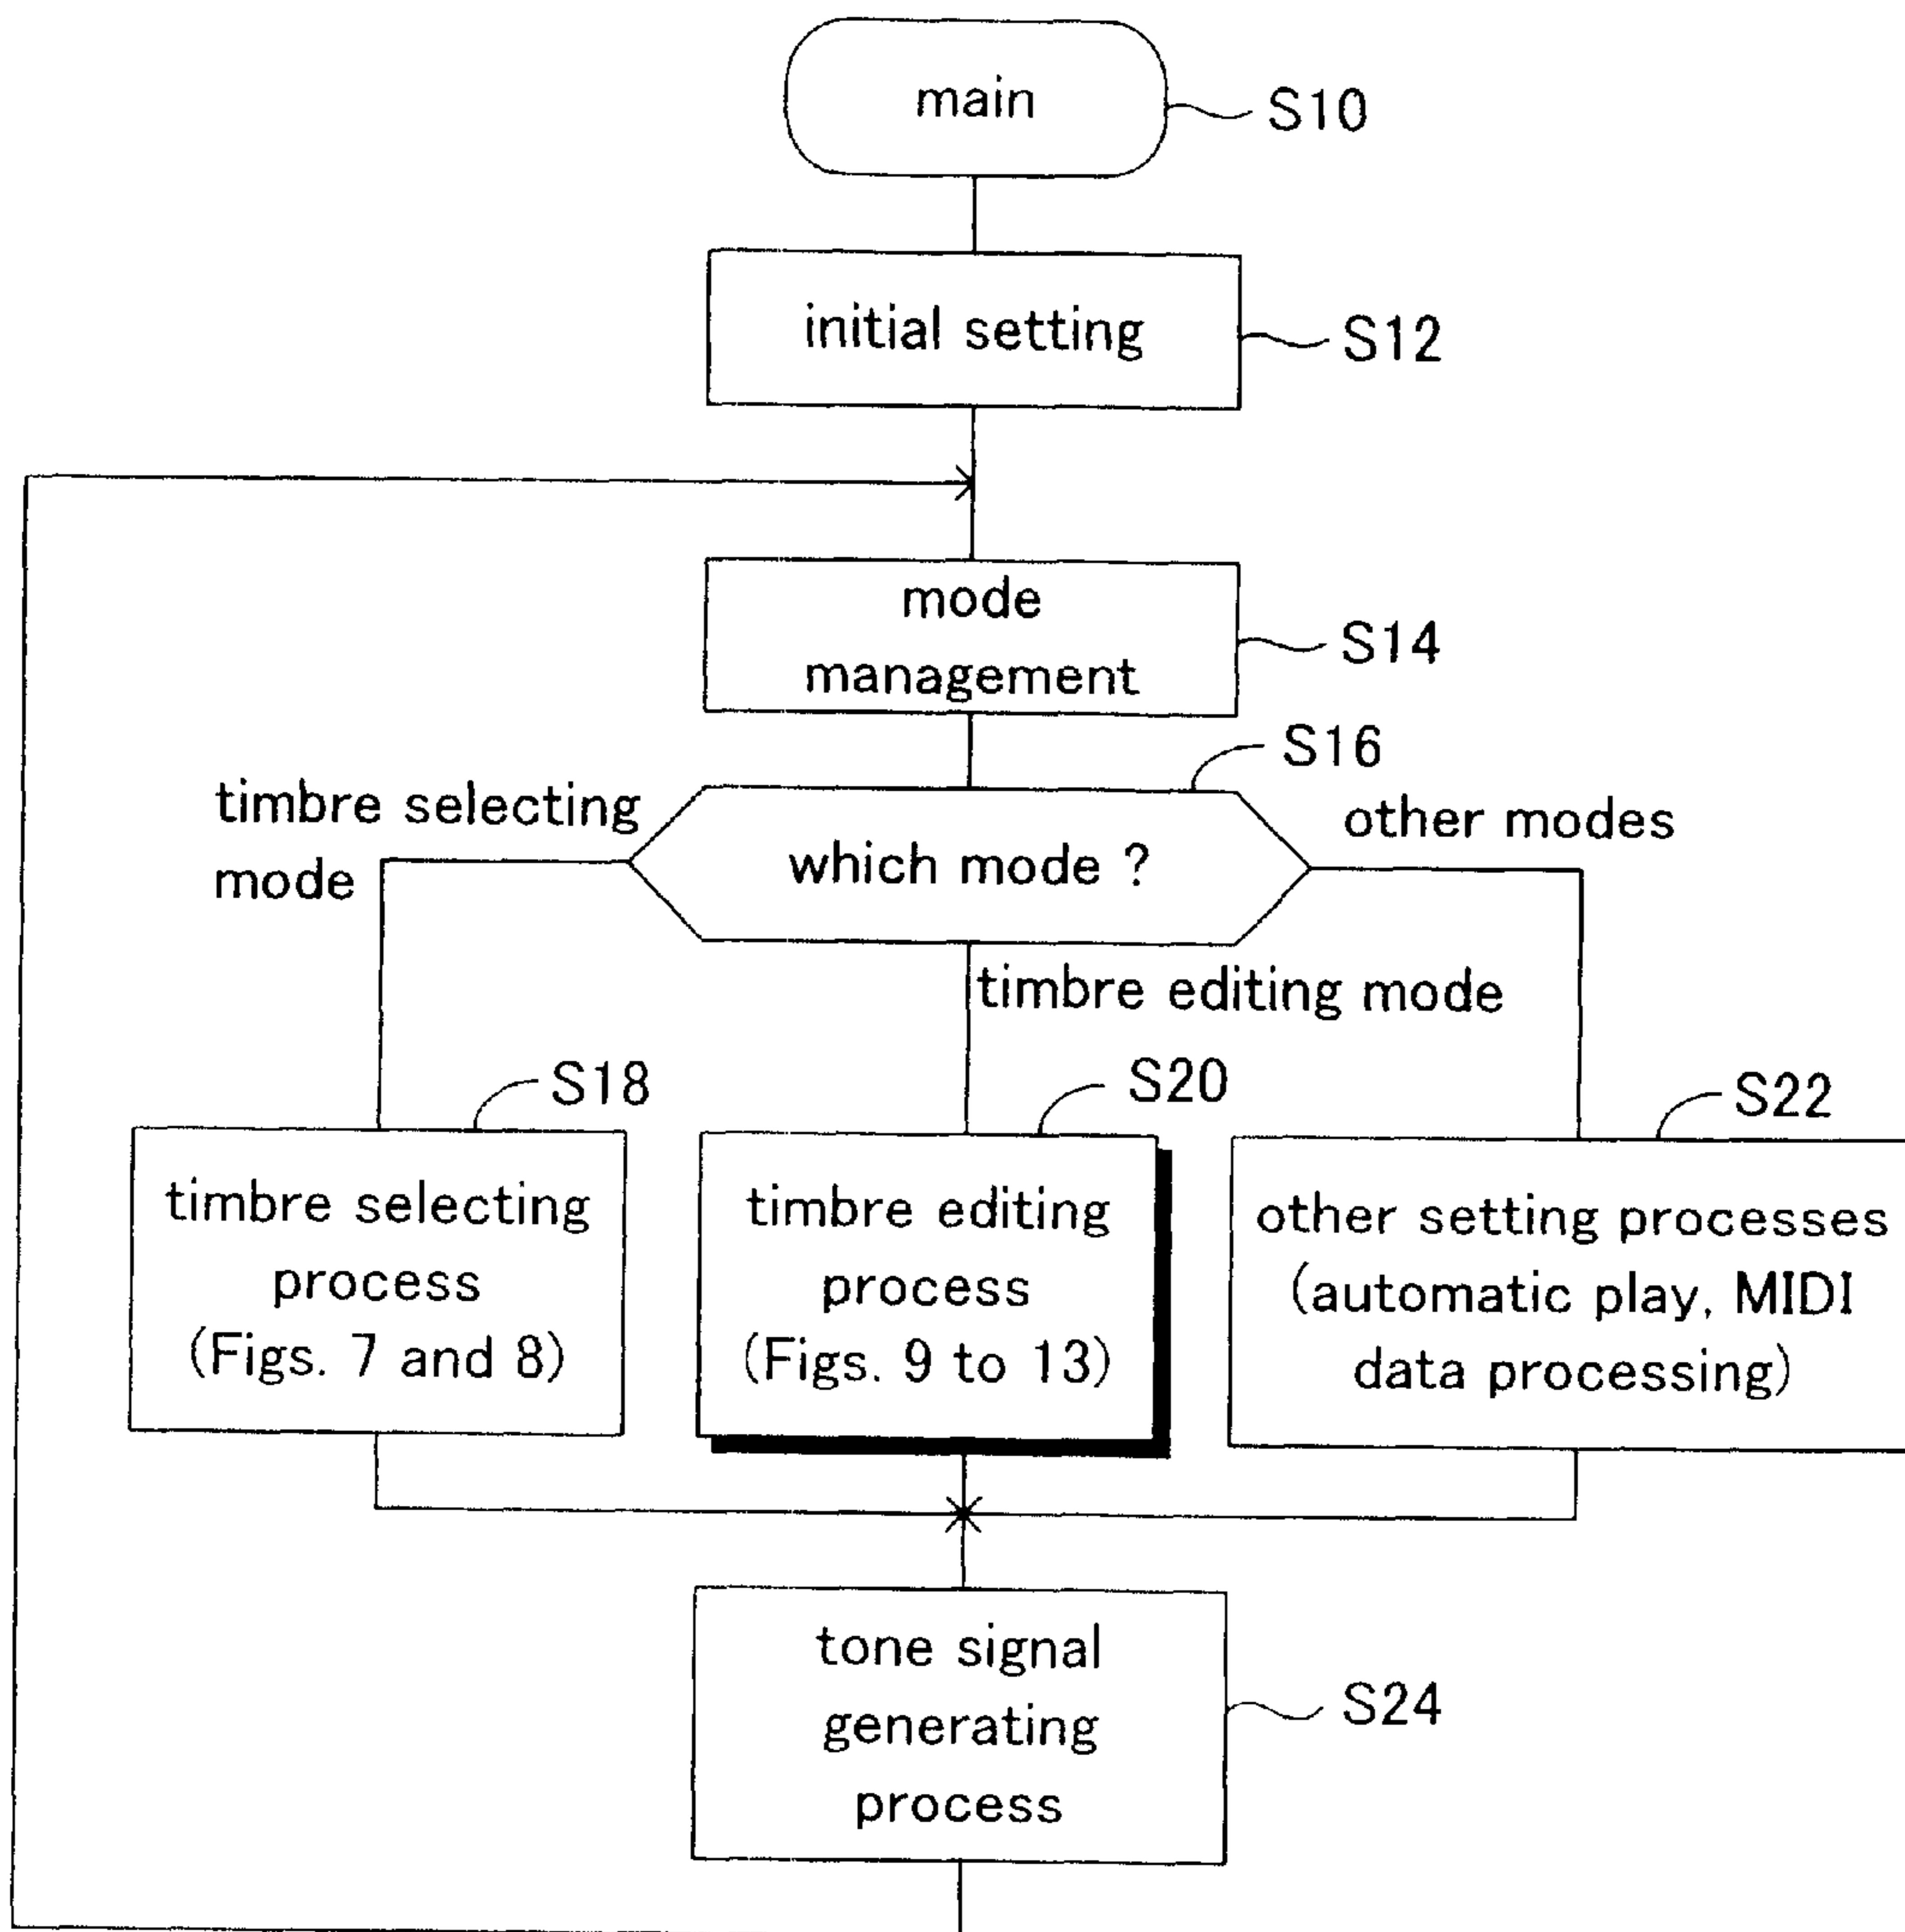 main
S10
initial setting
S12
mode
management
S14
S16
timbre selecting
mode
which mode ?
other modes
timbre editing mode
S18
S20
S22
timbre selecting
process
(Figs. 7 and 8)
timbre editing
process
(Figs. 9 to 13)
other setting processes
(automatic play, MIDI
data processing)
tone signal
generating
process
S24